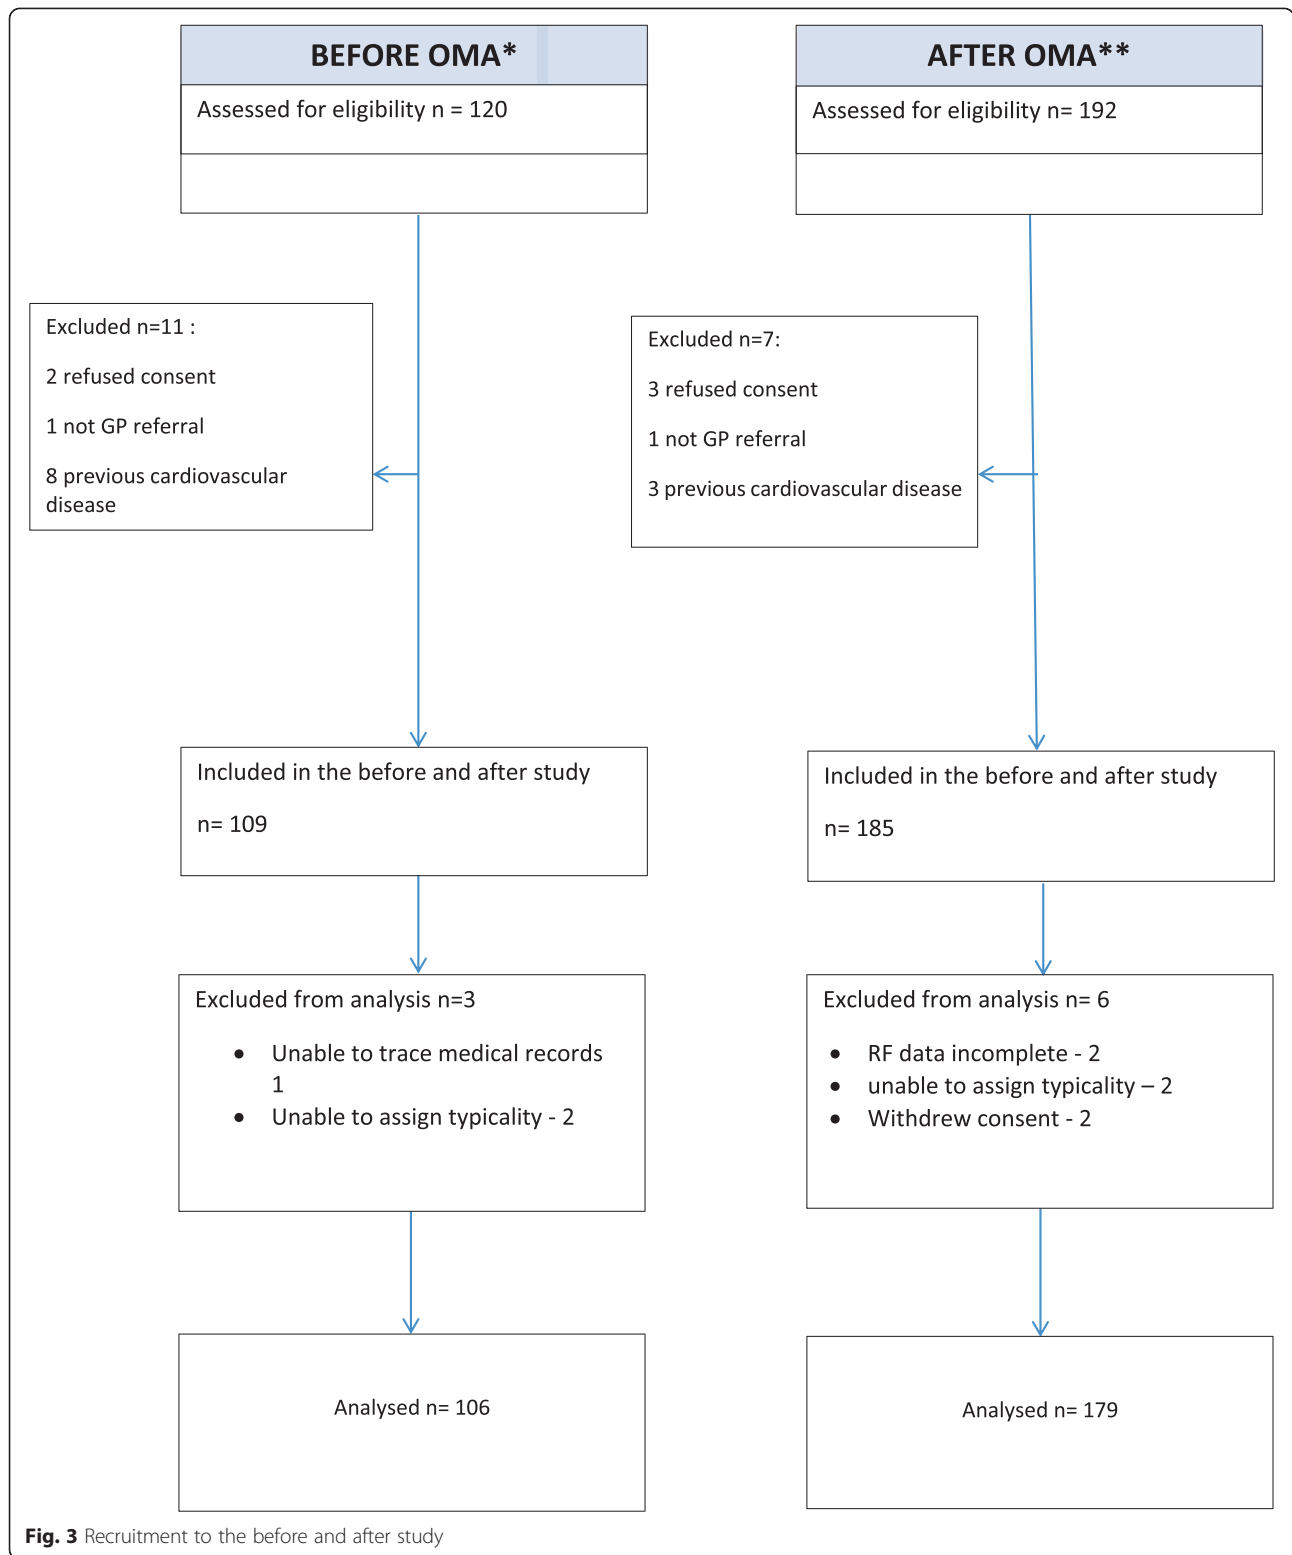 BEFORE OMA*
Assessed for eligibility n = 120
Excluded n=11 :
2 refused consent
1 not GP referral
8 previous cardiovascular
disease
Included in the before and after study
n= 109
Excluded from analysis n=3
• Unable to trace medical records
1
• Unable to assign typicality - 2
Analysed n= 106
AFTER OMA**
Assessed for eligibility n= 192
Excluded n=7:
3 refused consent
1 not GP referral
3 previous cardiovascular disease
Included in the before and after study
n= 185
Excluded from analysis n= 6
• RF data incomplete - 2
• unable to assign typicality – 2
• Withdrew consent - 2
Analysed n= 179
Fig. 3 Recruitment to the before and after study